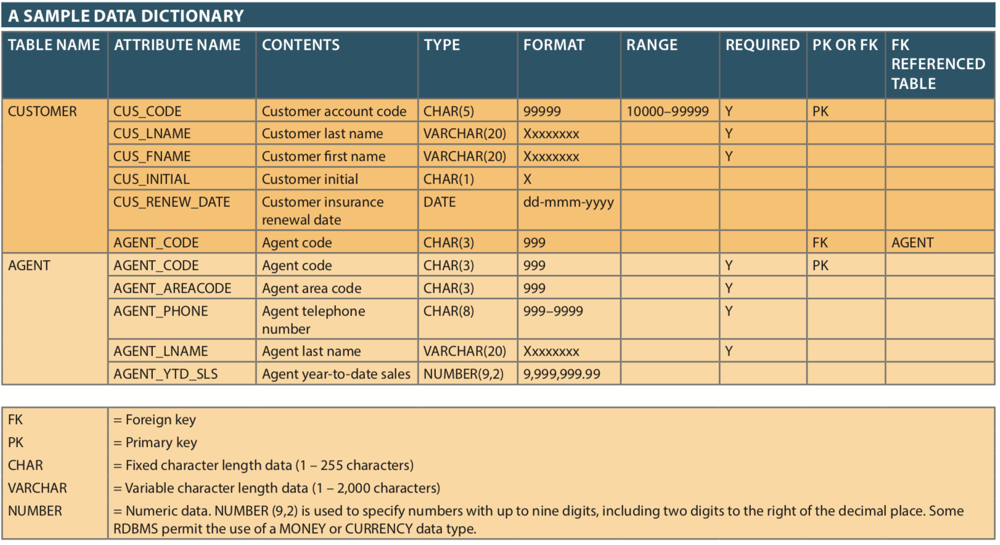 A SAMPLE DATA DICTIONARY
TABLE NAME ATTRIBUTE NAME CONTENTS TYPE FORMAT RANGE REQUIRED PK OR FK FK REFERENCED TABLE
CUSTOMER CUS_CODE Customer account code CHAR(5) 99999 10000–99999 Y PK
CUS_LNAME Customer last name VARCHAR(20) Xxxxxxxx Y
CUS_FNAME Customer first name VARCHAR(20) Xxxxxxxx Y
CUS_INITIAL Customer initial CHAR(1) X
CUS_RENEW_DATE Customer insurance renewal date DATE dd-mmm-yyyy
AGENT_CODE Agent code CHAR(3) 999 FK AGENT
AGENT AGENT_CODE Agent code CHAR(3) 999 Y PK
AGENT_AREACODE Agent area code CHAR(3) 999 Y
AGENT_PHONE Agent telephone number CHAR(8) 999–9999 Y
AGENT_LNAME Agent last name VARCHAR(20) Xxxxxxxx Y
AGENT_YTD_SLS Agent year-to-date sales NUMBER(9,2) 9,999,999.99
FK = Foreign key
PK = Primary key
CHAR = Fixed character length data (1 – 255 characters)
VARCHAR = Variable character length data (1 – 2,000 characters)
NUMBER = Numeric data. NUMBER (9,2) is used to specify numbers with up to nine digits, including two digits to the right of the decimal place. Some
RDBMS permit the use of a MONEY or CURRENCY data type.